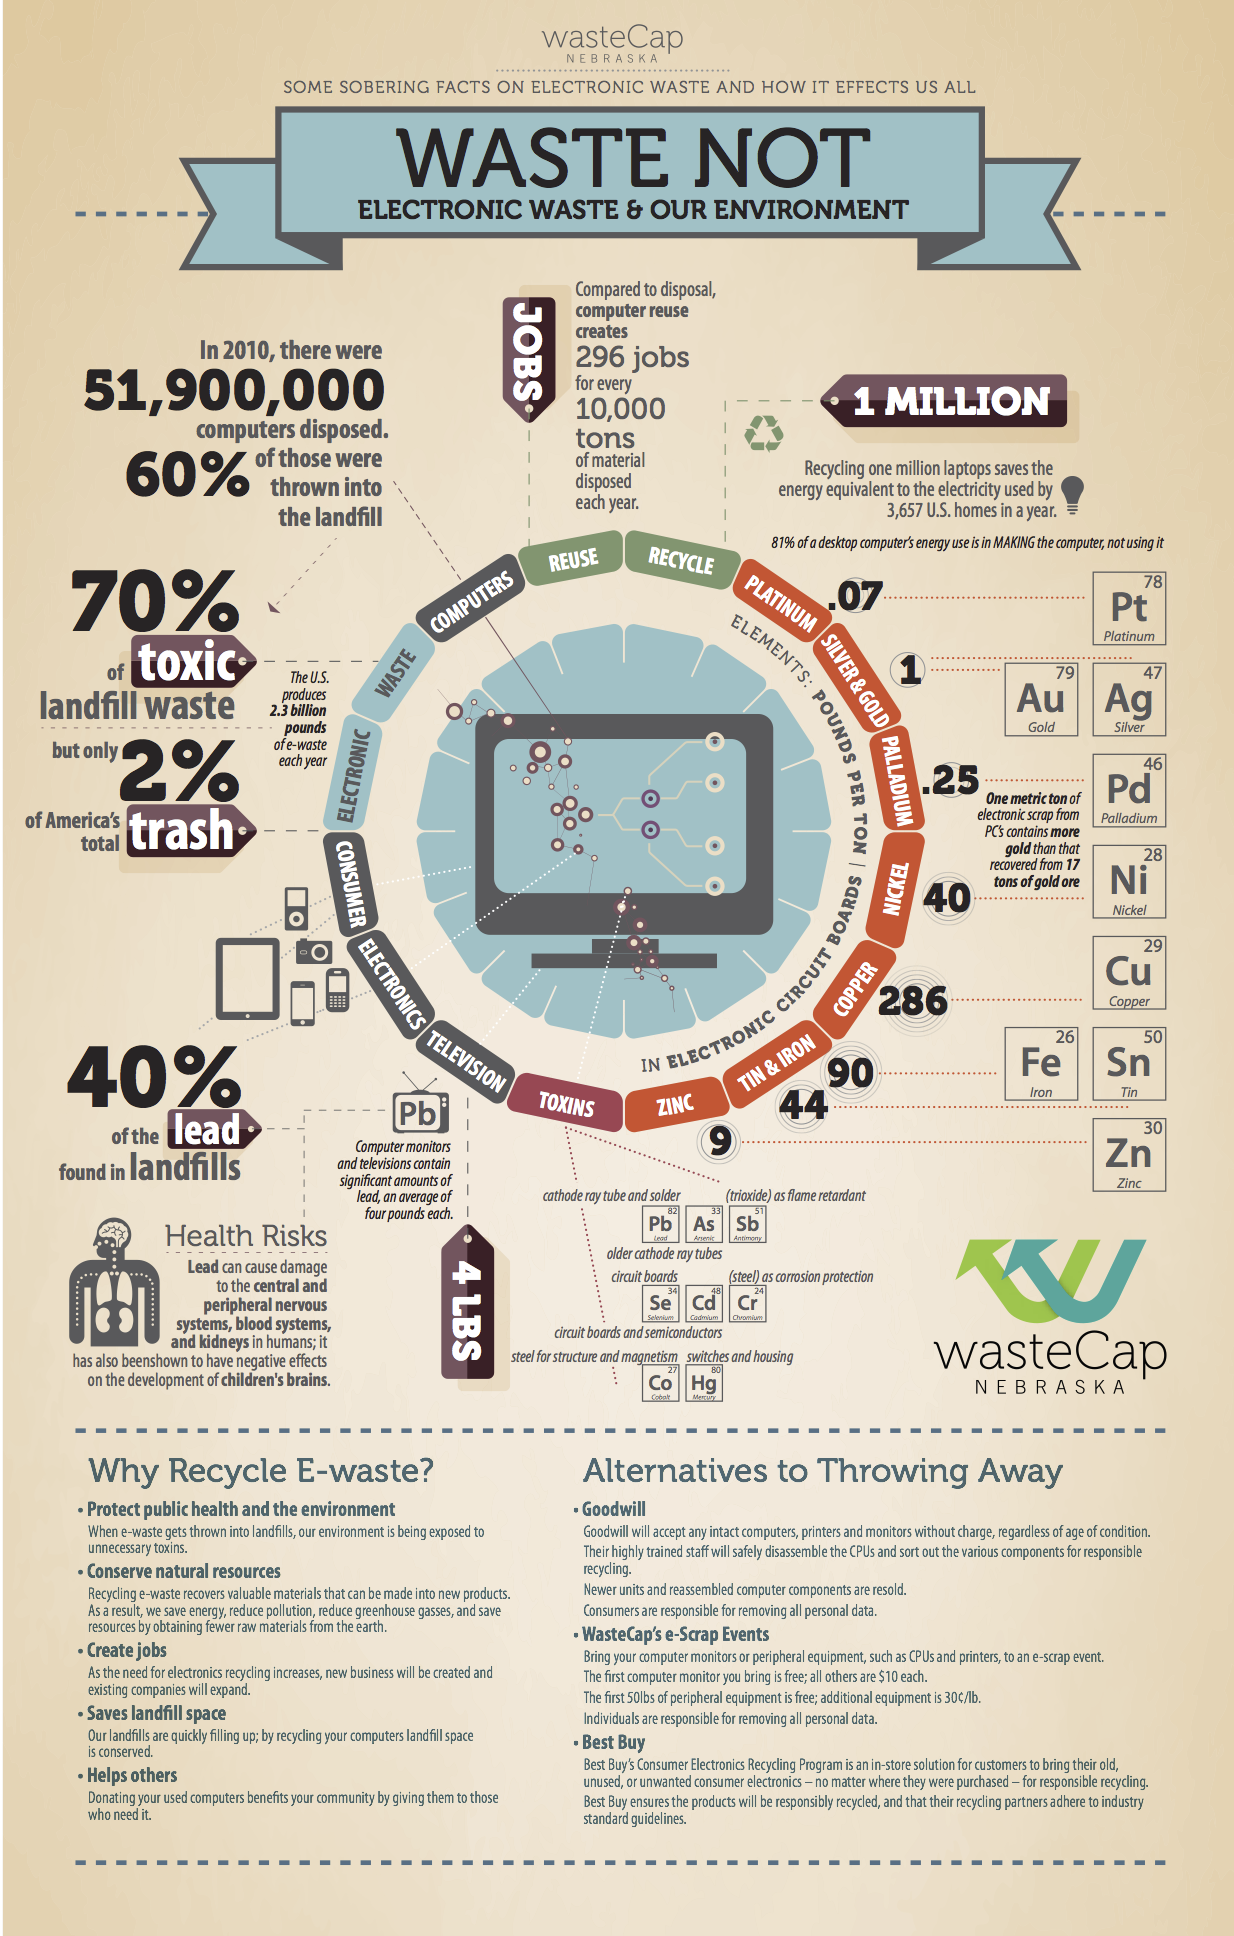 wasteCap
NEBRASKA
SOME SOBERING FACTS ON ELECTRONIC WASTE AND HOW IT EFFECTS US ALL
WASTE NOT
ELECTRONIC WASTE & OUR ENVIRONMENT
In 2010, there were
51,900,000
computers disposed.
60% of those were
thrown into
the landfill
JOBS
Compared to disposal,
computer reuse
creates
296 jobs
for every
10,000
tons
of material
disposed
each year.
1 MILLION
Recycling one million laptops saves the
energy equivalent to the electricity used by
3,657 U.S. homes in a year.
81% of a desktop computer's energy use is in MAKING the computer, not using it
70%
of toxic
landfill waste
but only 2%
of America's
total trash
The U.S.
produces
2.3 billion
pounds
of e-waste
each year
ELECTRONIC
WASTE
COMPUTERS
REUSE
RECYCLE
PLATINUM
SILVER & GOLD
PALLADIUM
NICKEL
COPPER
TIN & IRON
ZINC
TOXINS
TELEVISION
ELECTRONICS
CONSUMER
ELEMENTS: POUNDS PER TON | IN ELECTRONIC CIRCUIT BOARDS
.07
78
Pt
Platinum
1
79
Au
Gold
47
Ag
Silver
.25
46
Pd
Palladium
One metric ton of
electronic scrap from
PC's contains more
gold than that
recovered from 17
tons of gold ore
40
28
Ni
Nickel
286
29
Cu
Copper
90
26
Fe
Iron
44
50
Sn
Tin
9
30
Zn
Zinc
40%
of the lead
found in landfills
Pb
Computer monitors
and televisions contain
significant amounts of
lead, an average of
four pounds each.
4 LBS
Health Risks
Lead can cause damage
to the central and
peripheral nervous
systems, blood systems,
and kidneys in humans; it
has also beenshown to have negative effects
on the development of children's brains.
cathode ray tube and solder
(trioxide) as flame retardant
82
Pb
Lead
33
As
Arsenic
51
Sb
Antimony
older cathode ray tubes
circuit boards
(steel) as corrosion protection
34
Se
Selenium
48
Cd
Cadmium
24
Cr
Chromium
circuit boards and semiconductors
steel for structure and magnetism
switches and housing
27
Co
Cobalt
80
Hg
Mercury
wasteCap
NEBRASKA
Why Recycle E-waste?
• Protect public health and the environment
When e-waste gets thrown into landfills, our environment is being exposed to
unnecessary toxins.
• Conserve natural resources
Recycling e-waste recovers valuable materials that can be made into new products.
As a result, we save energy, reduce pollution, reduce greenhouse gasses, and save
resources by obtaining fewer raw materials from the earth.
• Create jobs
As the need for electronics recycling increases, new business will be created and
existing companies will expand.
• Saves landfill space
Our landfills are quickly filling up; by recycling your computers landfill space
is conserved.
• Helps others
Donating your used computers benefits your community by giving them to those
who need it.
Alternatives to Throwing Away
• Goodwill
Goodwill will accept any intact computers, printers and monitors without charge, regardless of age of condition.
Their highly trained staff will safely disassemble the CPUs and sort out the various components for responsible
recycling.
Newer units and reassembled computer components are resold.
Consumers are responsible for removing all personal data.
• WasteCap's e-Scrap Events
Bring your computer monitors or peripheral equipment, such as CPUs and printers, to an e-scrap event.
The first computer monitor you bring is free; all others are $10 each.
The first 50lbs of peripheral equipment is free; additional equipment is 30¢/lb.
Individuals are responsible for removing all personal data.
• Best Buy
Best Buy's Consumer Electronics Recycling Program is an in-store solution for customers to bring their old,
unused, or unwanted consumer electronics – no matter where they were purchased – for responsible recycling.
Best Buy ensures the products will be responsibly recycled, and that their recycling partners adhere to industry
standard guidelines.